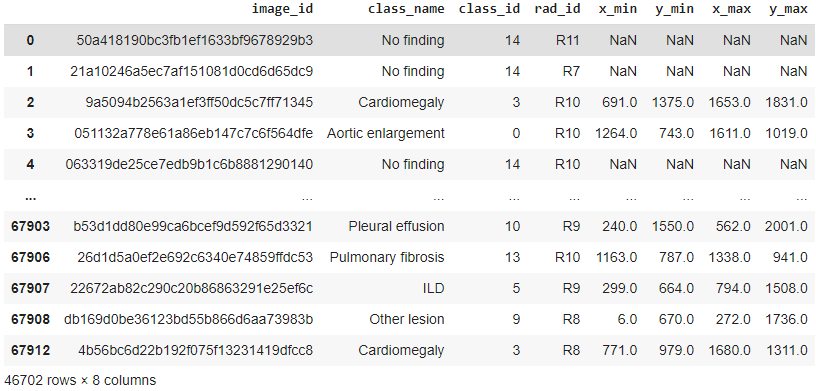 image_id class_name class_id rad_id x_min y_min x_max y_max
0 50a418190bc3fb1ef1633bf9678929b3 No finding 14 R11 NaN NaN NaN NaN
1 21a10246a5ec7af151081d0cd6d65dc9 No finding 14 R7 NaN NaN NaN NaN
2 9a5094b2563a1ef3ff50dc5c7ff71345 Cardiomegaly 3 R10 691.0 1375.0 1653.0 1831.0
3 051132a778e61a86eb147c7c6f564dfe Aortic enlargement 0 R10 1264.0 743.0 1611.0 1019.0
4 063319de25ce7edb9b1c6b8881290140 No finding 14 R10 NaN NaN NaN NaN
... ... ... ... ... ... ... ... ...
67903 b53d1dd80e99ca6bcef9d592f65d3321 Pleural effusion 10 R9 240.0 1550.0 562.0 2001.0
67906 26d1d5a0ef2e692c6340e74859ffdc53 Pulmonary fibrosis 13 R10 1163.0 787.0 1338.0 941.0
67907 22672ab82c290c20b86863291e25ef6c ILD 5 R9 299.0 664.0 794.0 1508.0
67908 db169d0be36123bd55b866d6aa73983b Other lesion 9 R8 6.0 670.0 272.0 1736.0
67912 4b56bc6d22b192f075f13231419dfcc8 Cardiomegaly 3 R8 771.0 979.0 1680.0 1311.0
46702 rows × 8 columns